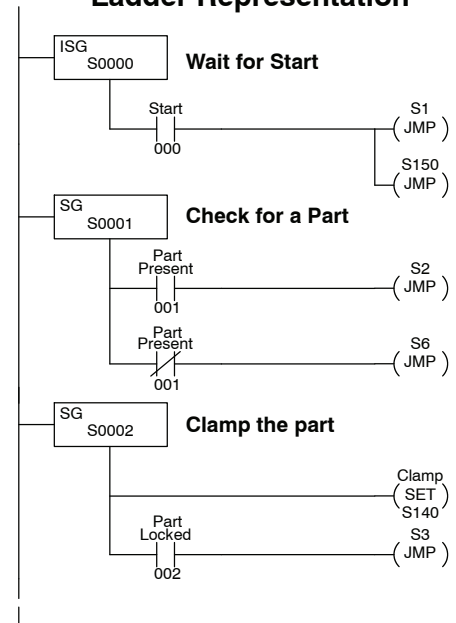 Ladder Representation
ISG
S0000
Wait for Start
Start
000
S1
JMP
S150
JMP
SG
S0001
Check for a Part
Part
Present
001
S2
JMP
Part
Present
001
S6
JMP
SG
S0002
Clamp the part
Clamp
SET
S140
Part
Locked
002
S3
JMP